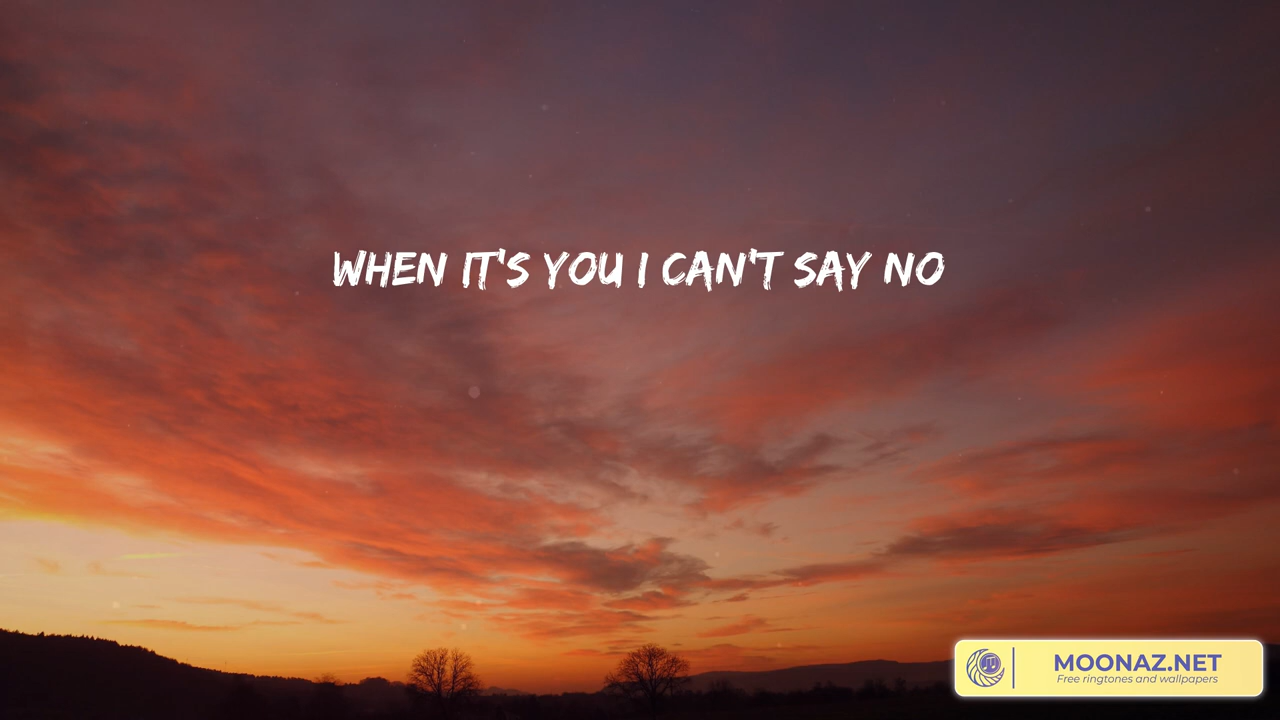 WHEN IT'S YOU I CAN'T SAY NO
MOONAZ.NET
Free ringtones and wallpapers